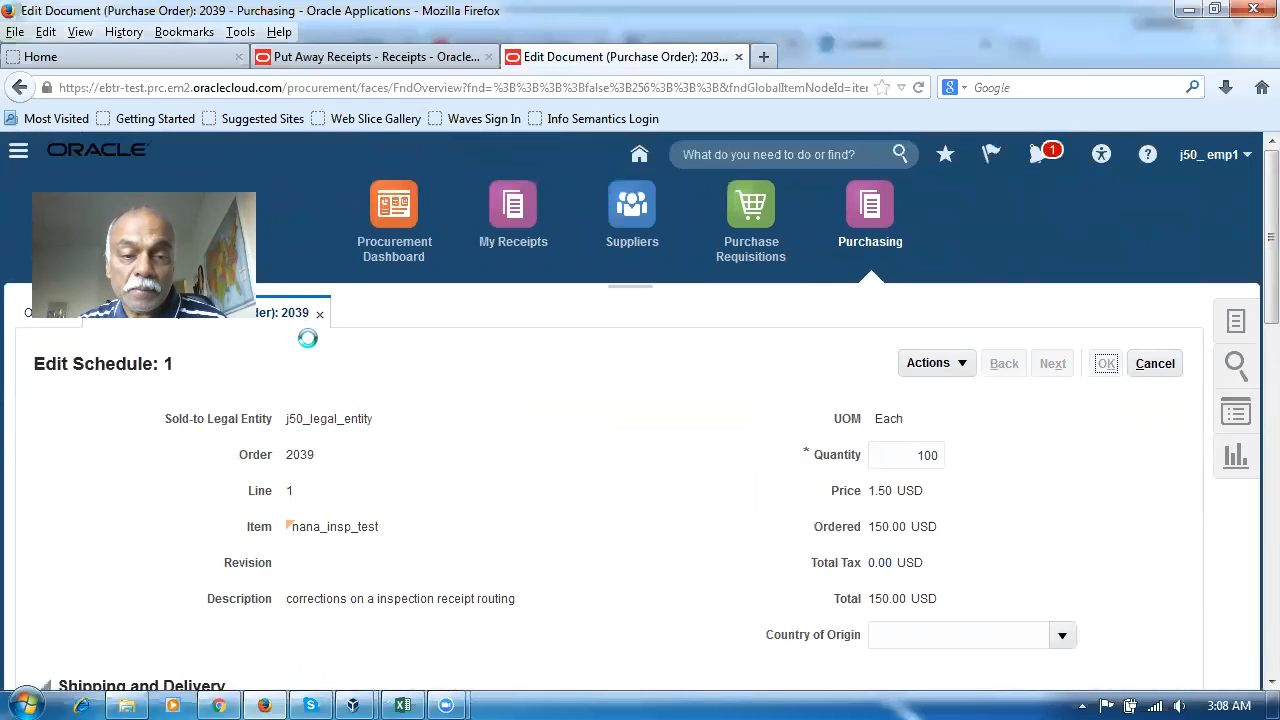 Edit Document (Purchase Order): 2039 - Purchasing - Oracle Applications - Mozilla Firefox
File Edit View History Bookmarks Tools Help
Home
Put Away Receipts - Receipts - Oracle...
Edit Document (Purchase Order); 203...
https://ebtr-test.prc.em2.oraclecloud.com/procurement/faces/FndOverview?fnd=%3B%3B%3B%3Bfalse%3B256%3B%3B%3B&fndGlobalItemNodeId=iter
Google
Most Visited Getting Started Suggested Sites Web Slice Gallery Waves Sign In Info Semantics Login
ORACLE
What do you need to do or find?
1
j50_ emp1
Procurement Dashboard
My Receipts
Suppliers
Purchase Requisitions
Purchasing
O
der): 2039
Edit Schedule: 1
Actions Back Next OK Cancel
Sold-to Legal Entity j50_legal_entity
UOM Each
Order 2039
* Quantity 100
Line 1
Price 1.50 USD
Item nana_insp_test
Ordered 150.00 USD
Revision
Total Tax 0.00 USD
Description corrections on a inspection receipt routing
Total 150.00 USD
Country of Origin
Shipping and Delivery
3:08 AM